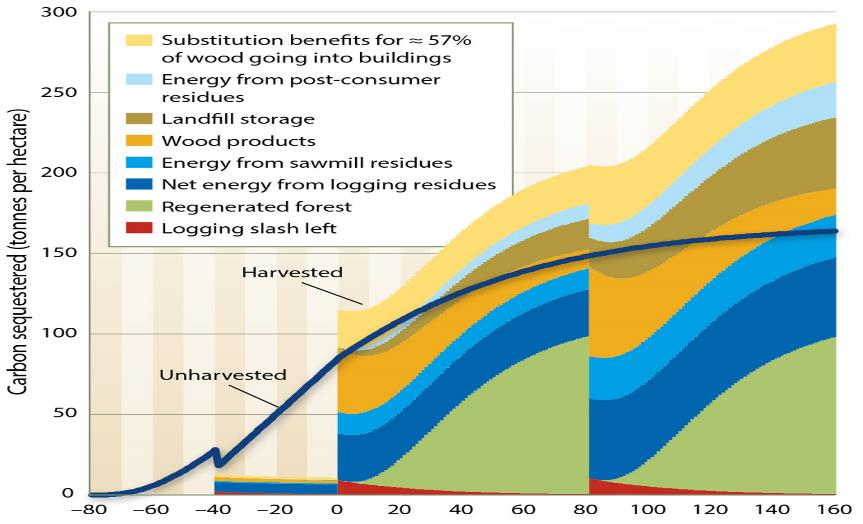 300
250
200
150
100
50
0
Carbon sequestered (tonnes per hectare)
Substitution benefits for ≈ 57%
of wood going into buildings
Energy from post-consumer
residues
Landfill storage
Wood products
Energy from sawmill residues
Net energy from logging residues
Regenerated forest
Logging slash left
Harvested
Unharvested
−80 −60 −40 −20 0 20 40 60 80 100 120 140 160